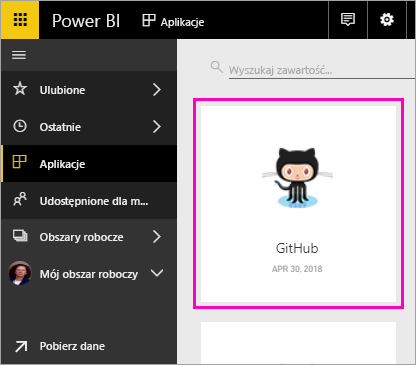 Power BI
Aplikacje
Wyszukaj zawartość...
Ulubione
Ostatnie
Aplikacje
Udostępnione dla m...
Obszary robocze
Mój obszar roboczy
Pobierz dane
GitHub
APR 30, 2018